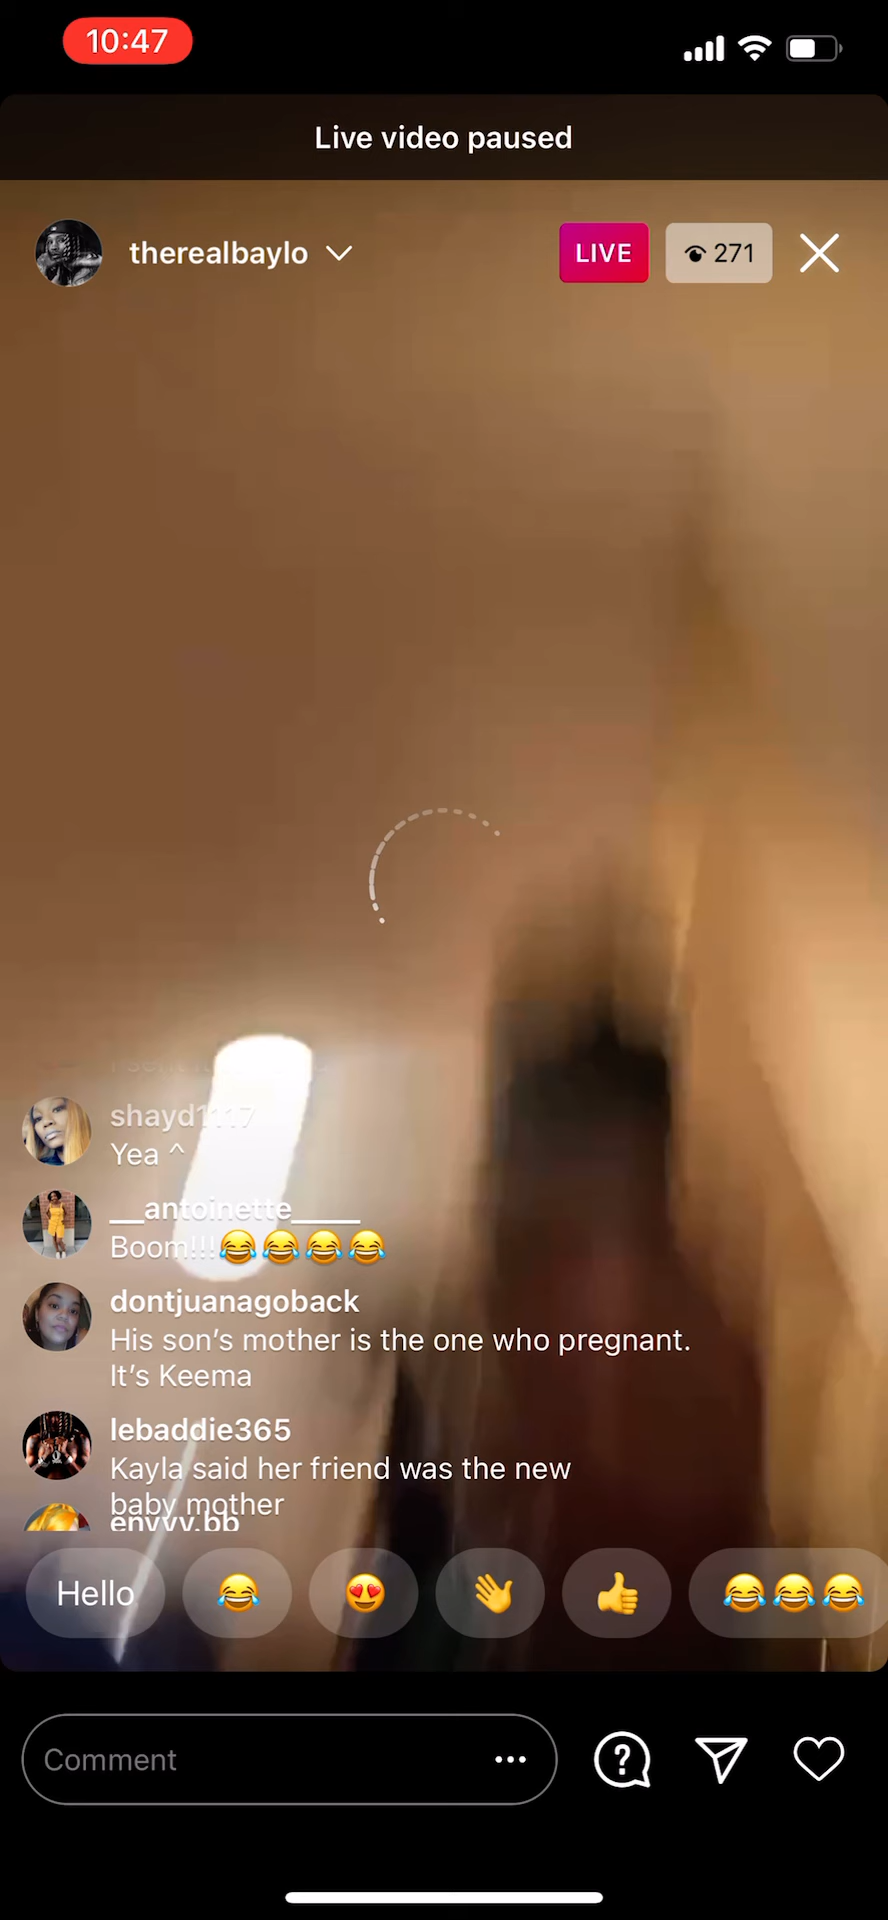 10:47
Live video paused
therealbaylo
LIVE
271
shayd1117
Yea ^
__antoinette____
Boom!!!😂😂😂😂
dontjuanagoback
His son’s mother is the one who pregnant.
It’s Keema
lebaddie365
Kayla said her friend was the new
baby mother
envvv.bb
Hello 😂 😍 👋 👍 😂😂😂
Comment